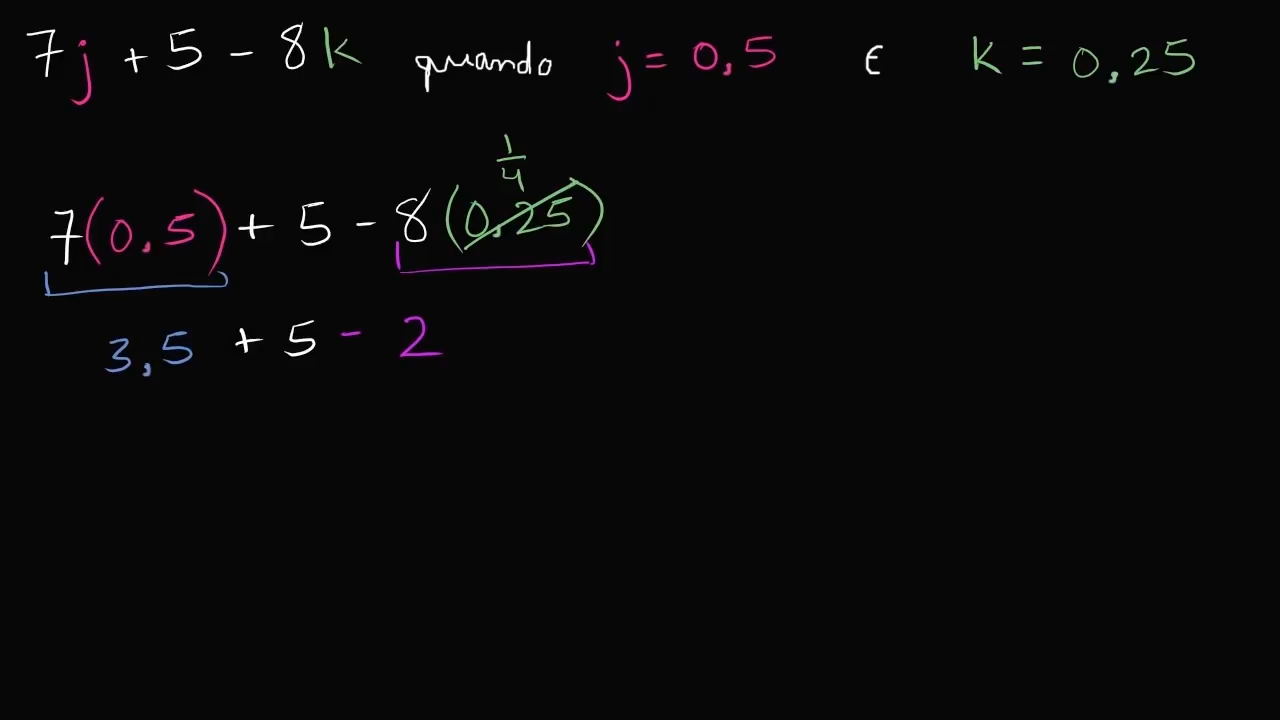 7j + 5 - 8k quando j = 0,5 e k = 0,25
1/4
7(0,5) + 5 - 8(0,25)
3,5 + 5 - 2